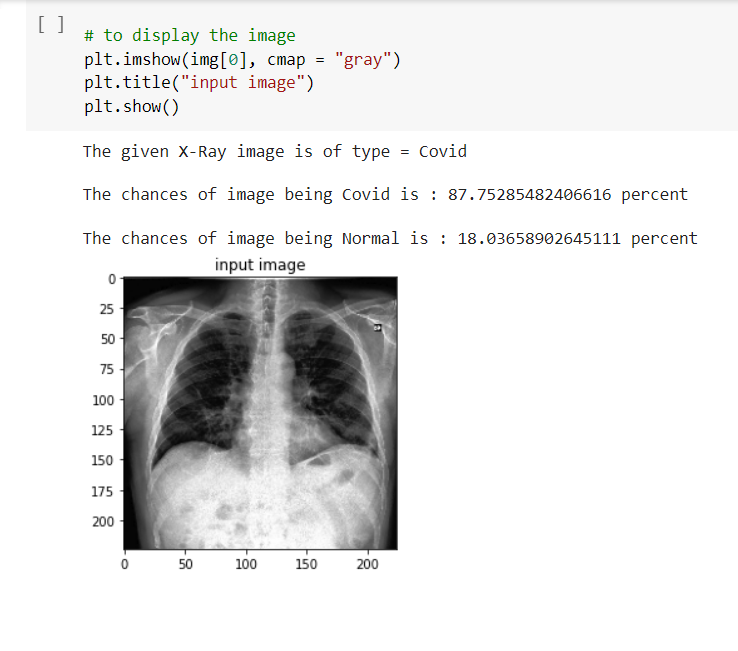 [ ]
# to display the image
plt.imshow(img[0], cmap = "gray")
plt.title("input image")
plt.show()
The given X-Ray image is of type = Covid
The chances of image being Covid is : 87.75285482406616 percent
The chances of image being Normal is : 18.03658902645111 percent
input image
0
25
50
75
100
125
150
175
200
0 50 100 150 200